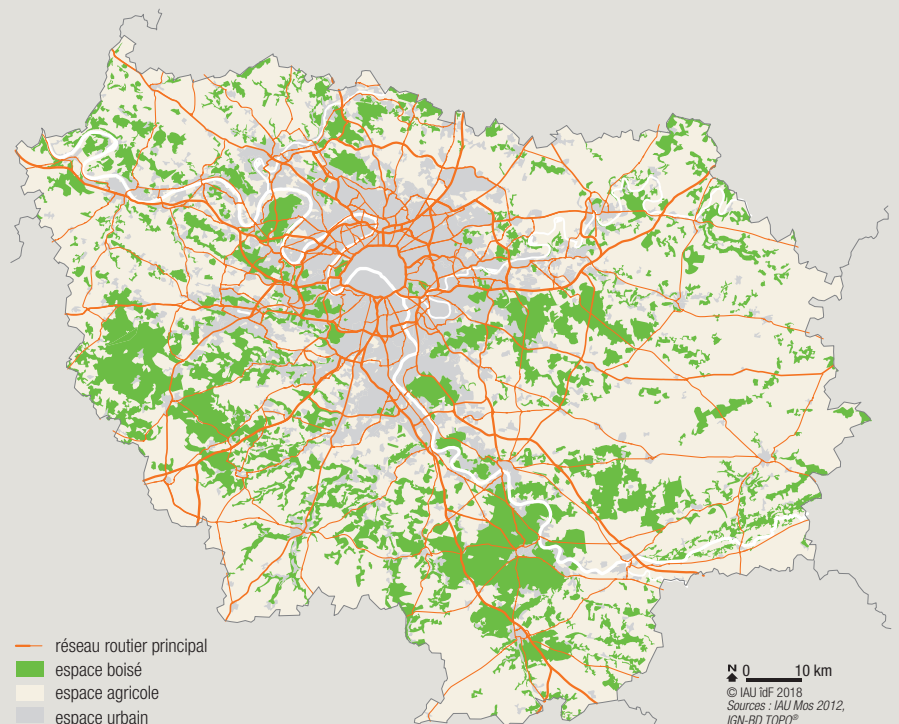 réseau routier principal
espace boisé
espace agricole
espace urbain
N 0 10 km
© IAU îdF 2018
Sources : IAU Mos 2012,
IGN-BD TOPO®